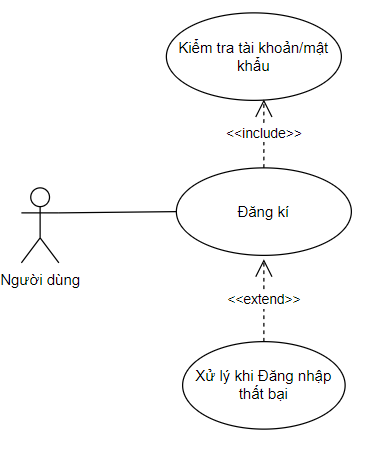 Kiểm tra tài khoản/mật
khẩu
<<include>>
Đăng kí
Người dùng
<<extend>>
Xử lý khi Đăng nhập
thất bại